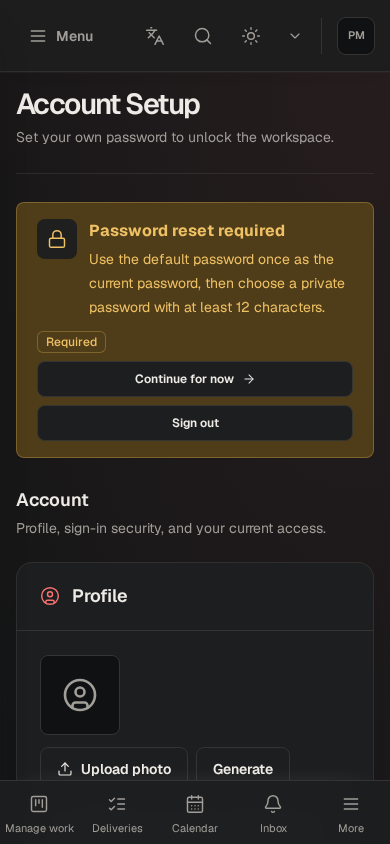 Menu
PM
Account Setup
Set your own password to unlock the workspace.
Password reset required
Use the default password once as the
current password, then choose a private
password with at least 12 characters.
Required
Continue for now
Sign out
Account
Profile, sign-in security, and your current access.
Profile
Upload photo
Generate
Manage work
Deliveries
Calendar
Inbox
More